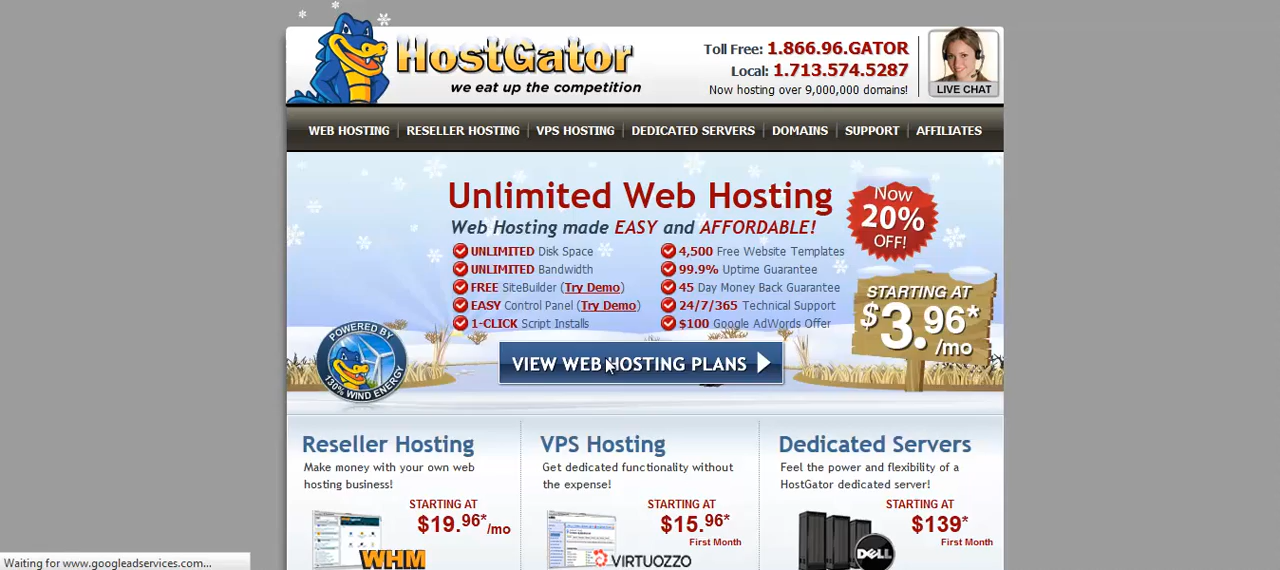 HostGator
we eat up the competition
Toll Free: 1.866.96.GATOR
Local: 1.713.574.5287
Now hosting over 9,000,000 domains!
LIVE CHAT
WEB HOSTING RESELLER HOSTING VPS HOSTING DEDICATED SERVERS DOMAINS SUPPORT AFFILIATES
Unlimited Web Hosting
Web Hosting made EASY and AFFORDABLE!
UNLIMITED Disk Space
UNLIMITED Bandwidth
FREE SiteBuilder (Try Demo)
EASY Control Panel (Try Demo)
1-CLICK Script Installs
4,500 Free Website Templates
99.9% Uptime Guarantee
45 Day Money Back Guarantee
24/7/365 Technical Support
$100 Google AdWords Offer
Now
20%
OFF!
STARTING AT
$3.96*
/mo
POWERED BY
130% WIND ENERGY
VIEW WEB HOSTING PLANS
Reseller Hosting
Make money with your own web
hosting business!
STARTING AT
$19.96*/mo
WHM
VPS Hosting
Get dedicated functionality without
the expense!
STARTING AT
$15.96*
First Month
VIRTUOZZO
Dedicated Servers
Feel the power and flexibility of a
HostGator dedicated server!
STARTING AT
$139*
First Month
DELL
Waiting for www.googleadservices.com...